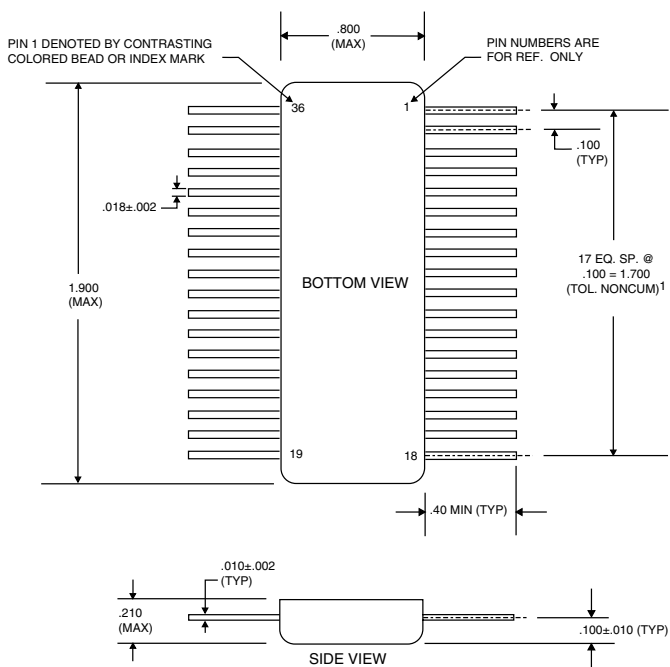 .800
(MAX)
PIN 1 DENOTED BY CONTRASTING
COLORED BEAD OR INDEX MARK
PIN NUMBERS ARE
FOR REF. ONLY
36
1
.100
(TYP)
.018±.002
1.900
(MAX)
BOTTOM VIEW
17 EQ. SP. @
.100 = 1.700
(TOL. NONCUM)1
19
18
.40 MIN (TYP)
.010±.002
(TYP)
.210
(MAX)
.100±.010 (TYP)
SIDE VIEW